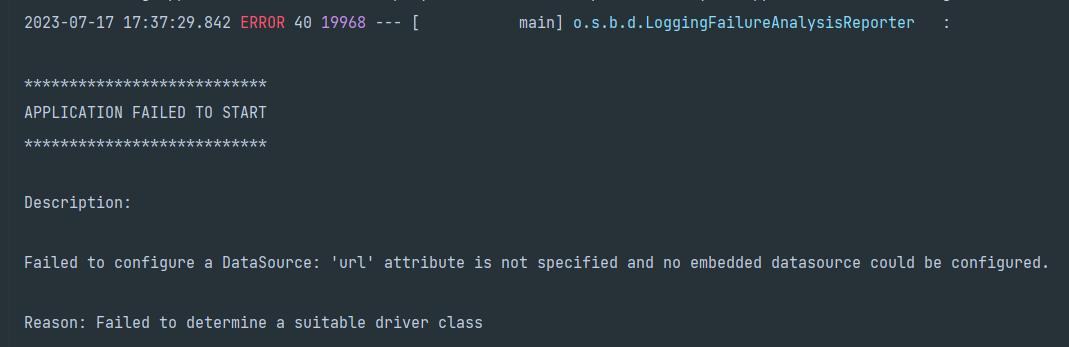 2023-07-17 17:37:29.842 ERROR 40 19968 --- [           main] o.s.b.d.LoggingFailureAnalysisReporter   :
***************************
APPLICATION FAILED TO START
***************************
Description:
Failed to configure a DataSource: 'url' attribute is not specified and no embedded datasource could be configured.
Reason: Failed to determine a suitable driver class